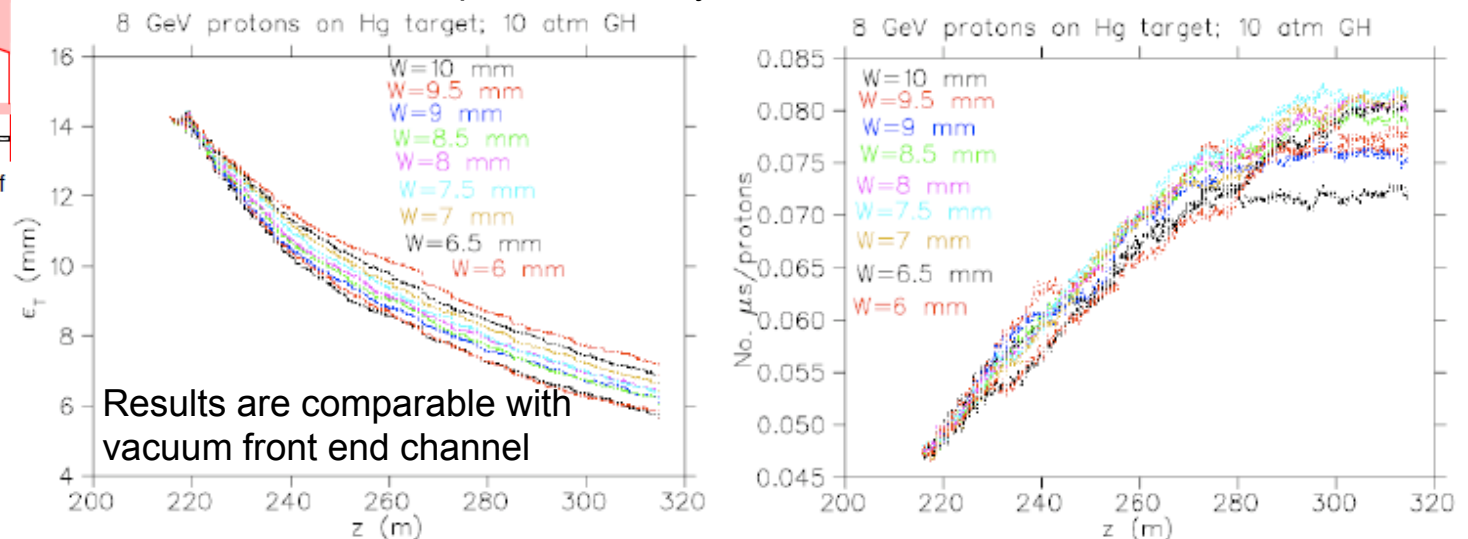 8 GeV protons on Hg target; 10 atm GH
16
14
12
10
8
6
4
ϵT (mm)
W=10 mm
W=9.5 mm
W=9 mm
W=8.5 mm
W=8 mm
W=7.5 mm
W=7 mm
W=6.5 mm
W=6 mm
Results are comparable with
vacuum front end channel
200 220 240 260 280 300 320
z (m)
8 GeV protons on Hg target; 10 atm GH
0.085
0.080
0.075
0.070
0.065
0.060
0.055
0.050
0.045
No. μs/protons
W=10 mm
W=9.5 mm
W=9 mm
W=8.5 mm
W=8 mm
W=7.5 mm
W=7 mm
W=6.5 mm
W=6 mm
200 220 240 260 280 300 320
z (m)